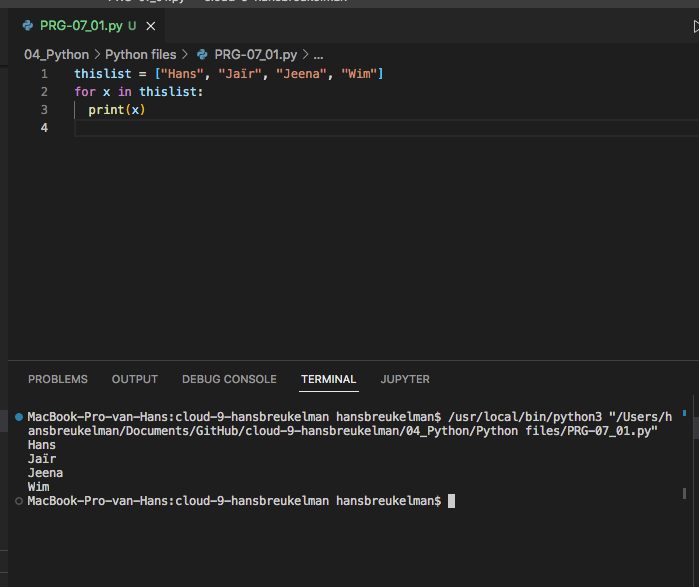 PRG-07_01.py U ×
04_Python > Python files > PRG-07_01.py > ...
1 thislist = ["Hans", "Jaïr", "Jeena", "Wim"]
2 for x in thislist:
3 print(x)
4
PROBLEMS OUTPUT DEBUG CONSOLE TERMINAL JUPYTER
MacBook-Pro-van-Hans:cloud-9-hansbreukelman hansbreukelman$ /usr/local/bin/python3 "/Users/h
ansbreukelman/Documents/GitHub/cloud-9-hansbreukelman/04_Python/Python files/PRG-07_01.py"
Hans
Jaïr
Jeena
Wim
MacBook-Pro-van-Hans:cloud-9-hansbreukelman hansbreukelman$